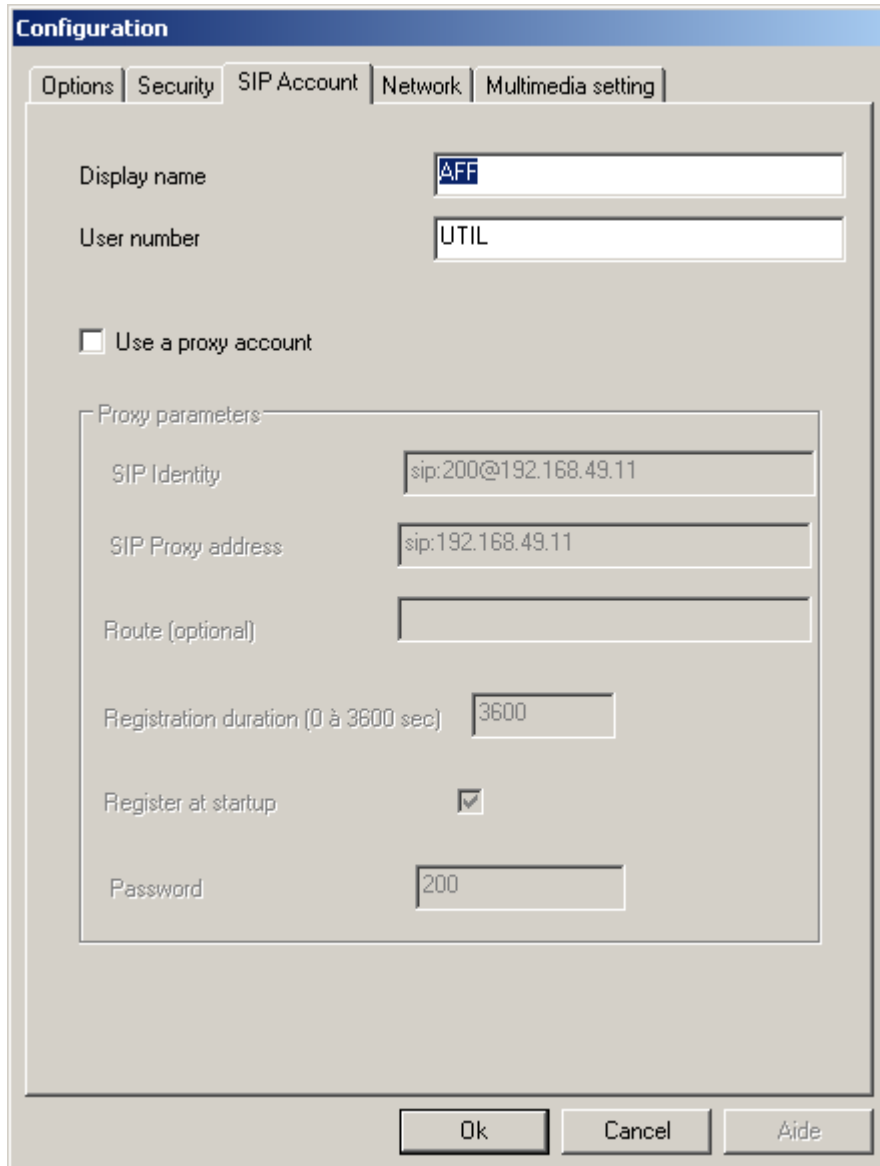 Configuration
Options Security SIP Account Network Multimedia setting
Display name AFF
User number UTIL
Use a proxy account
Proxy parameters
SIP Identity sip:200@192.168.49.11
SIP Proxy address sip:192.168.49.11
Route (optional)
Registration duration (0 à 3600 sec) 3600
Register at startup
Password 200
Ok Cancel Aide